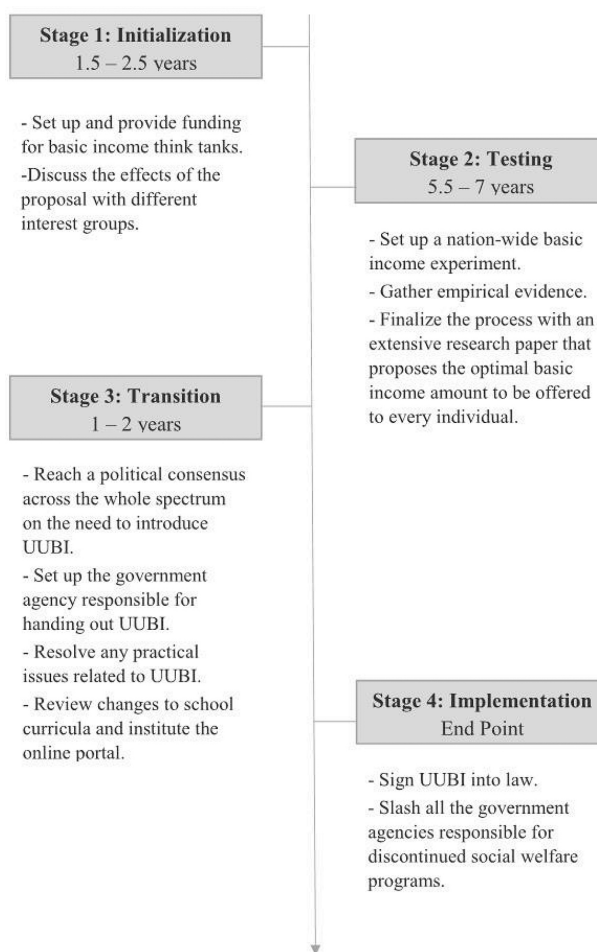 Stage 1: Initialization
1.5 – 2.5 years
- Set up and provide funding
for basic income think tanks.
-Discuss the effects of the
proposal with different
interest groups.
Stage 2: Testing
5.5 – 7 years
- Set up a nation-wide basic
income experiment.
- Gather empirical evidence.
- Finalize the process with an
extensive research paper that
proposes the optimal basic
income amount to be offered
to every individual.
Stage 3: Transition
1 – 2 years
- Reach a political consensus
across the whole spectrum
on the need to introduce
UUBI.
- Set up the government
agency responsible for
handing out UUBI.
- Resolve any practical
issues related to UUBI.
- Review changes to school
curricula and institute the
online portal.
Stage 4: Implementation
End Point
- Sign UUBI into law.
- Slash all the government
agencies responsible for
discontinued social welfare
programs.